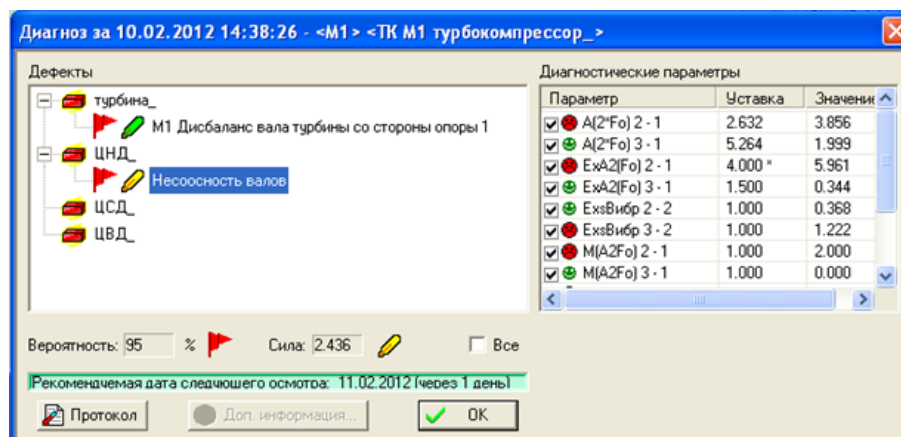 Диагноз за 10.02.2012 14:38:26 - <М1> <ТК М1 турбокомпрессор_>
Дефекты
турбина_
М1 Дисбаланс вала турбины со стороны опоры 1
ЦНД_
Несоосность валов
ЦСД_
ЦВД_
Диагностические параметры
Параметр Уставка Значение
A(2*Fo) 2 - 1 2.632 3.856
A(2*Fo) 3 - 1 5.264 1.999
ExA2(Fo) 2 - 1 4.000 * 5.961
ExA2(Fo) 3 - 1 1.500 0.344
ExsВибр 2 - 2 1.000 0.368
ExsВибр 3 - 2 1.000 1.222
M(A2Fo) 2 - 1 1.000 2.000
M(A2Fo) 3 - 1 1.000 0.000
Вероятность: 95 % Сила: 2.436 Все
Рекомендуемая дата следующего осмотра: 11.02.2012 (через 1 день)
Протокол Доп. информация... OK